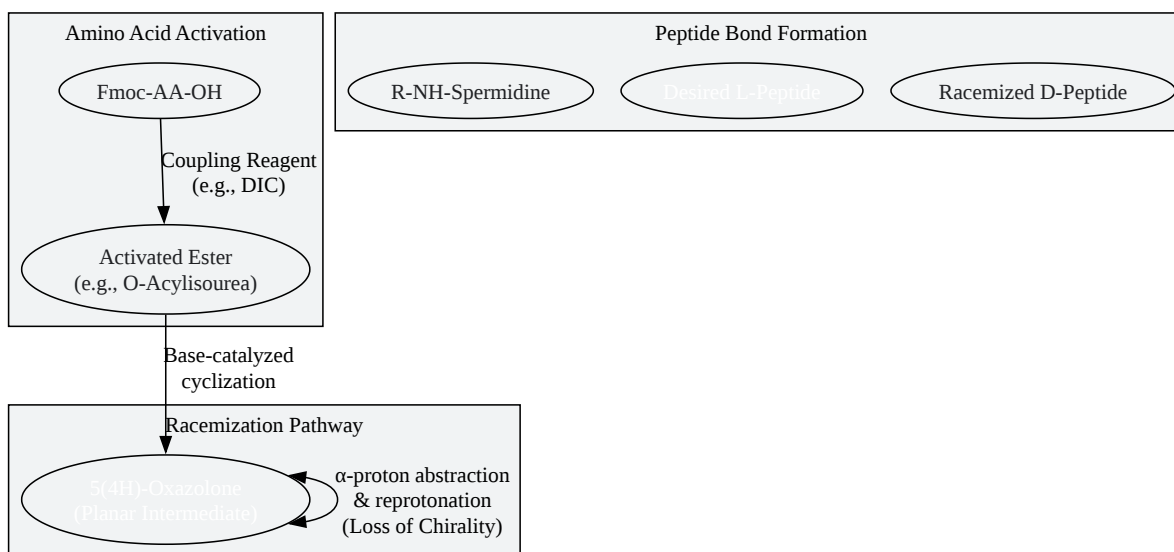 Amino Acid Activation
Fmoc-AA-OH
Coupling Reagent
(e.g., DIC)
Activated Ester
(e.g., O-Acylisourea)
Peptide Bond Formation
R-NH-Spermidine
Desired L-Peptide
Racemized D-Peptide
Base-catalyzed
cyclization
Racemization Pathway
5(4H)-Oxazolone
(Planar Intermediate)
α-proton abstraction
& reprotonation
(Loss of Chirality)